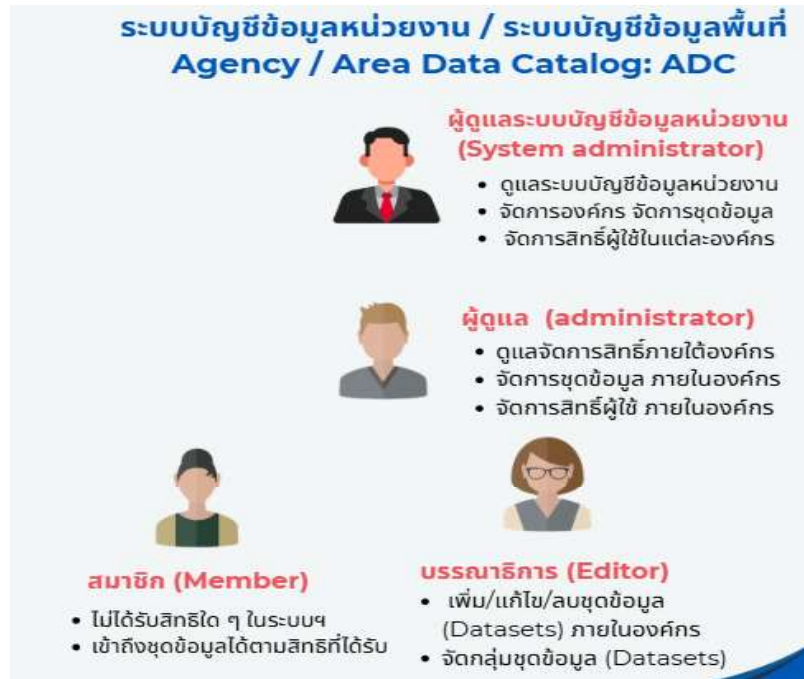 ระบบบัญชีข้อมูลหน่วยงาน / ระบบบัญชีข้อมูลพื้นที่
Agency / Area Data Catalog: ADC
ผู้ดูแลระบบบัญชีข้อมูลหน่วยงาน
(System administrator)
• ดูแลระบบบัญชีข้อมูลหน่วยงาน
• จัดการองค์กร จัดการชุดข้อมูล
• จัดการสิทธิ์ผู้ใช้ในแต่ละองค์กร
ผู้ดูแล (administrator)
• ดูแลจัดการสิทธิ์ภายใต้องค์กร
• จัดการชุดข้อมูล ภายในองค์กร
• จัดการสิทธิ์ผู้ใช้ ภายในองค์กร
สมาชิก (Member)
• ไม่ได้รับสิทธิใด ๆ ในระบบฯ
• เข้าถึงชุดข้อมูลได้ตามสิทธิที่ได้รับ
บรรณาธิการ (Editor)
• เพิ่ม/แก้ไข/ลบชุดข้อมูล
(Datasets) ภายในองค์กร
• จัดกลุ่มชุดข้อมูล (Datasets)